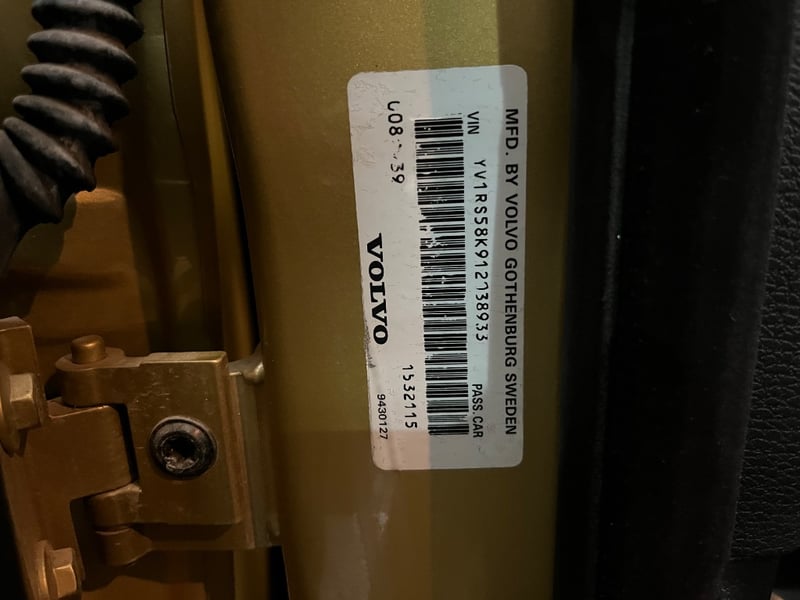 MFD. BY VOLVO GOTHENBURG SWEDEN
VIN YV1RS58K912138933 PASS.CAR
VOLVO 1532115
9430127